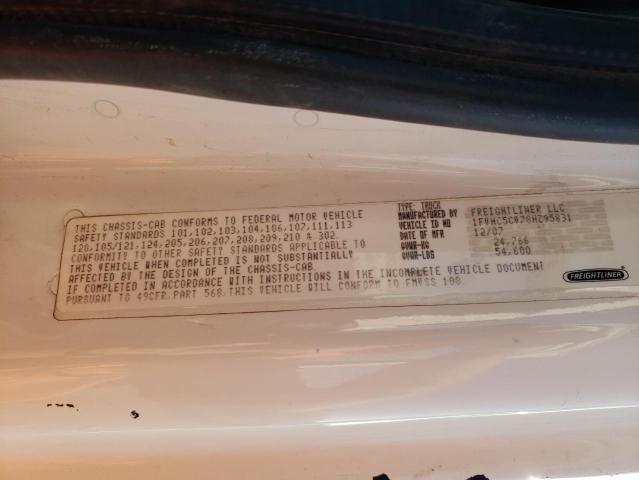 THIS CHASSIS-CAB CONFORMS TO FEDERAL MOTOR VEHICLE
SAFETY STANDARDS 101,102,103,104,106,107,111,113
120,105/121,124,205,206,207,208,209,210 & 302
CONFORMITY TO OTHER SAFETY STANDARDS APPLICABLE TO
THIS VEHICLE WHEN COMPLETED IS NOT SUBSTANTIALLY
AFFECTED BY THE DESIGN OF THE CHASSIS-CAB.
IF COMPLETED IN ACCORDANCE WITH INSTRUCTIONS IN THE INCOMPLETE VEHICLE DOCUMENT
PURSUANT TO 49CFR.PART 568.THIS VEHICLE WILL CONFORM TO FMVSS 108.
TYPE: TRUCK
MANUFACTURED BY FREIGHTLINER LLC
VEHICLE ID NO 1FVHC5CV78HZ95831
DATE OF MFR 12/07
GVWR-KG 24,766
GVWR-LBS 54,600
FREIGHTLINER